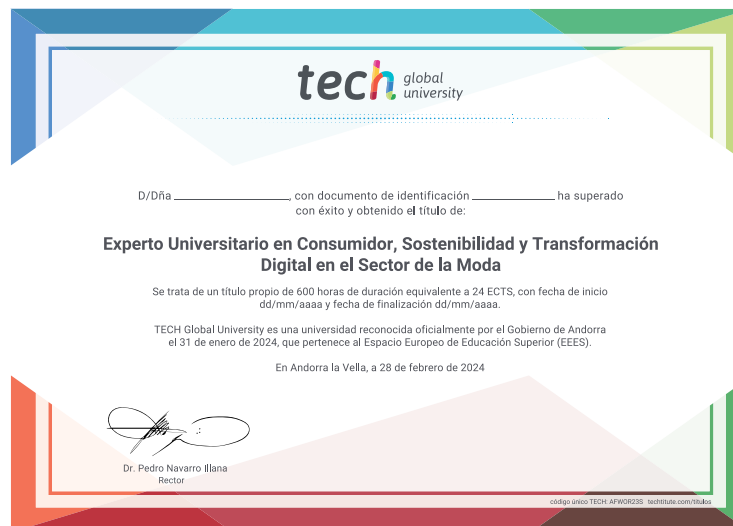 tech global university
D/Dña ______________, con documento de identificación ____________ ha superado
con éxito y obtenido el título de:
Experto Universitario en Consumidor, Sostenibilidad y Transformación
Digital en el Sector de la Moda
Se trata de un título propio de 600 horas de duración equivalente a 24 ECTS, con fecha de inicio
dd/mm/aaaa y fecha de finalización dd/mm/aaaa.
TECH Global University es una universidad reconocida oficialmente por el Gobierno de Andorra
el 31 de enero de 2024, que pertenece al Espacio Europeo de Educación Superior (EEES).
En Andorra la Vella, a 28 de febrero de 2024
Dr. Pedro Navarro Illana
Rector
código único TECH: AFWOR23S techtitute.com/titulos